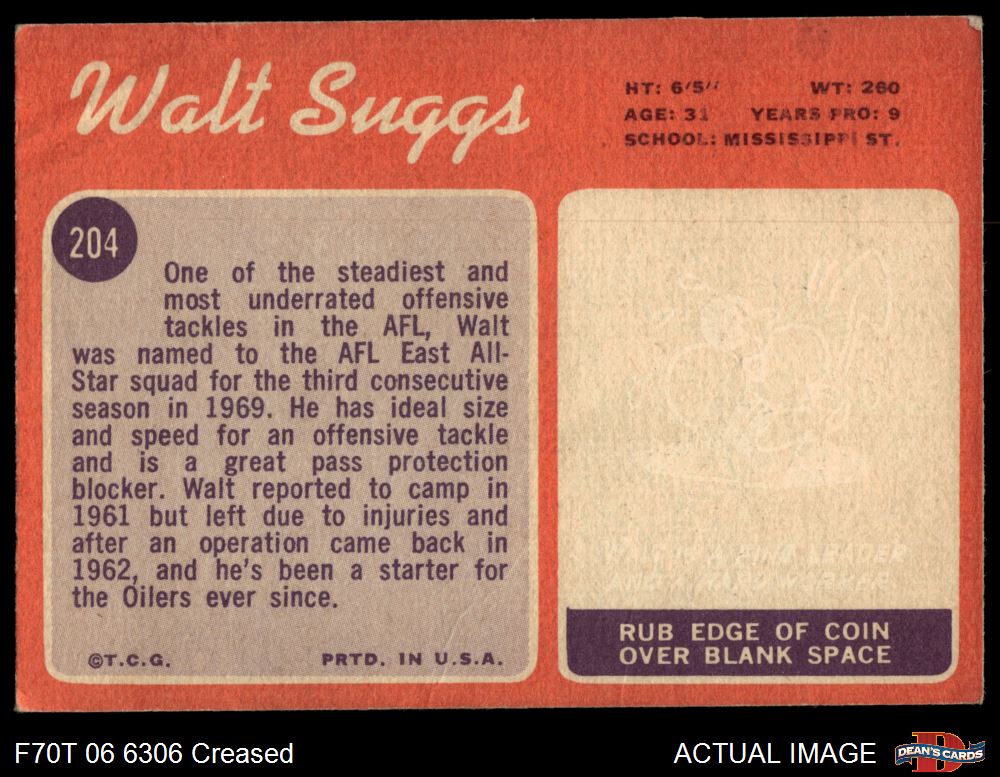 Walt Suggs
HT: 6'5" WT: 260
AGE: 31 YEARS PRO: 9
SCHOOL: MISSISSIPPI ST.
204
One of the steadiest and
most underrated offensive
tackles in the AFL, Walt
was named to the AFL East All-
Star squad for the third consecutive
season in 1969. He has ideal size
and speed for an offensive tackle
and is a great pass protection
blocker. Walt reported to camp in
1961 but left due to injuries and
after an operation came back in
1962, and he's been a starter for
the Oilers ever since.
©T.C.G. PRTD. IN U.S.A.
LEADER
AND A HARD
RUB EDGE OF COIN
OVER BLANK SPACE
F70T 06 6306 Creased
ACTUAL IMAGE
DEAN'S CARDS